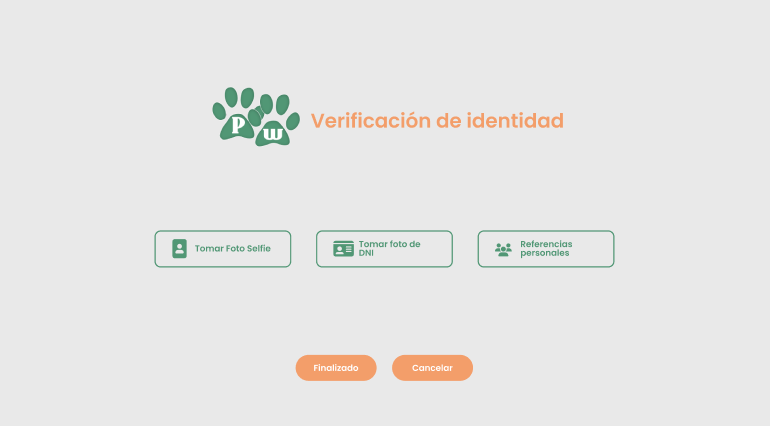 P W
Verificación de identidad
Tomar Foto Selfie
Tomar foto de
DNI
Referencias
personales
Finalizado
Cancelar